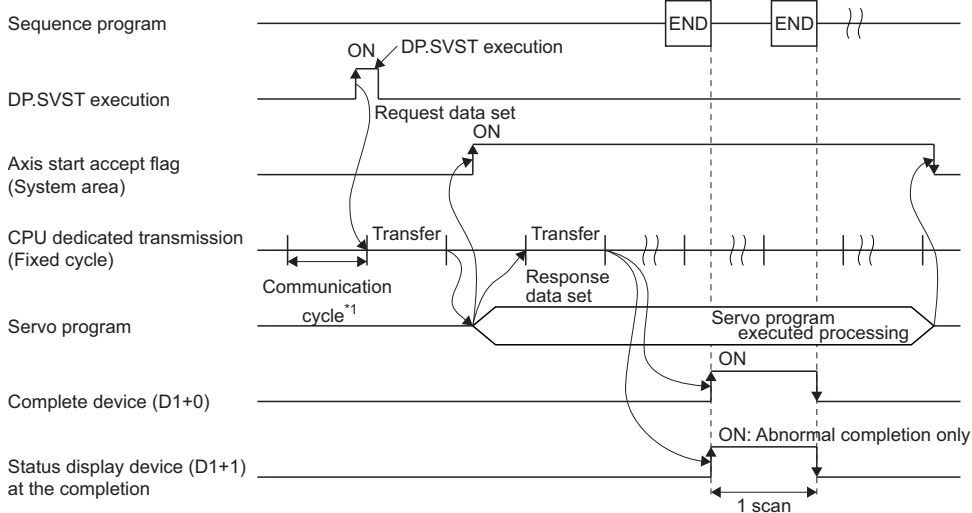 Sequence program
END
END
ON
DP.SVST execution
DP.SVST execution
Request data set
ON
Axis start accept flag
(System area)
CPU dedicated transmission
(Fixed cycle)
Transfer
Transfer
Communication
cycle*1
Response
data set
Servo program
Servo program
executed processing
ON
Complete device (D1+0)
ON: Abnormal completion only
Status display device (D1+1)
at the completion
1 scan